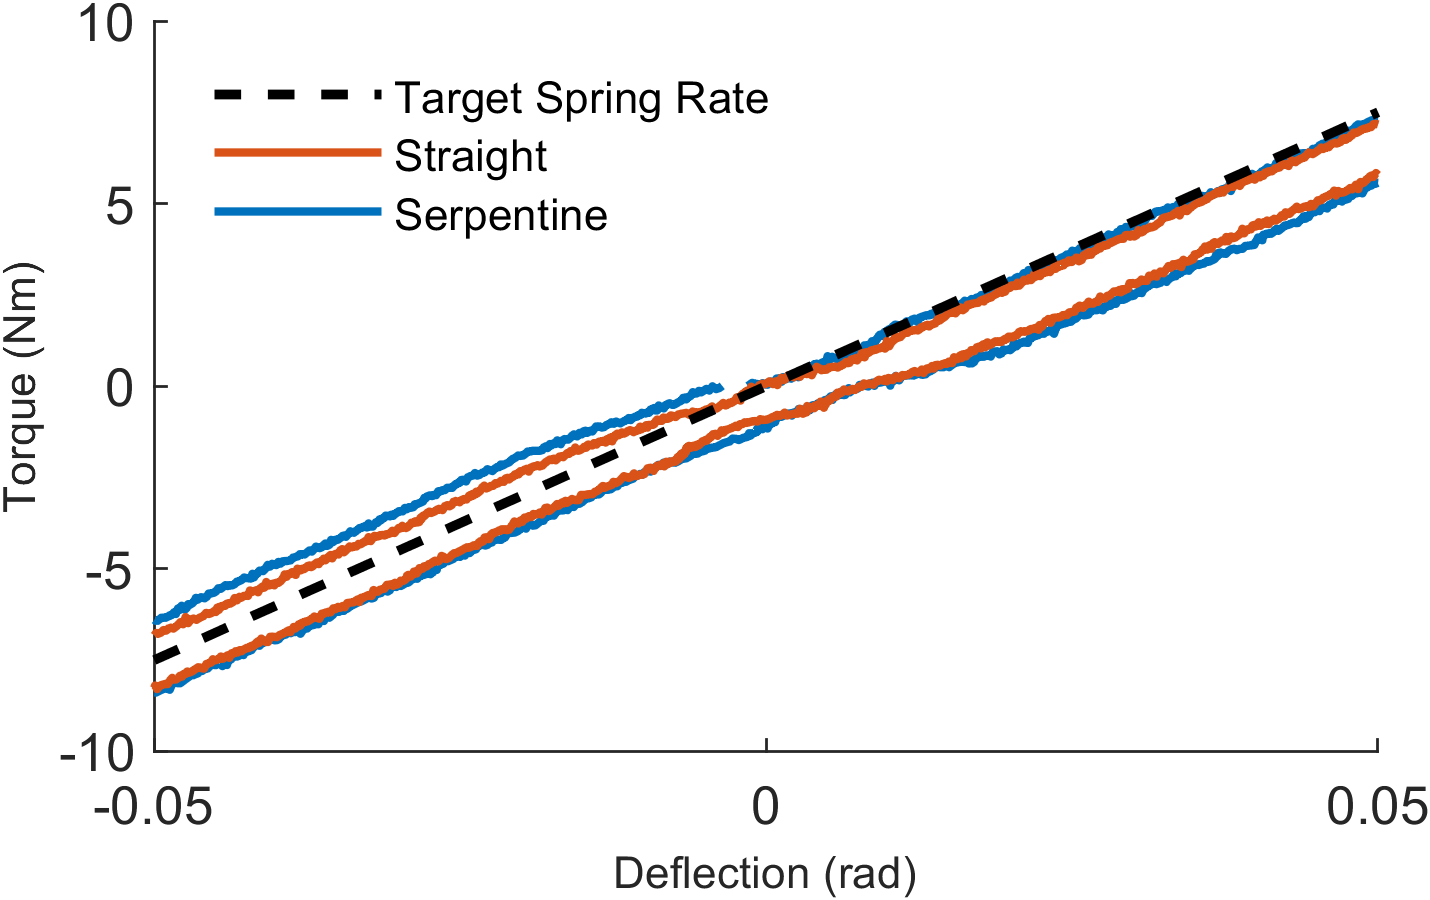 10
Target Spring Rate
Straight
5
Serpentine
Torque (Nm)
0
-5
-10
-0.05
0
0.05
Deflection (rad)